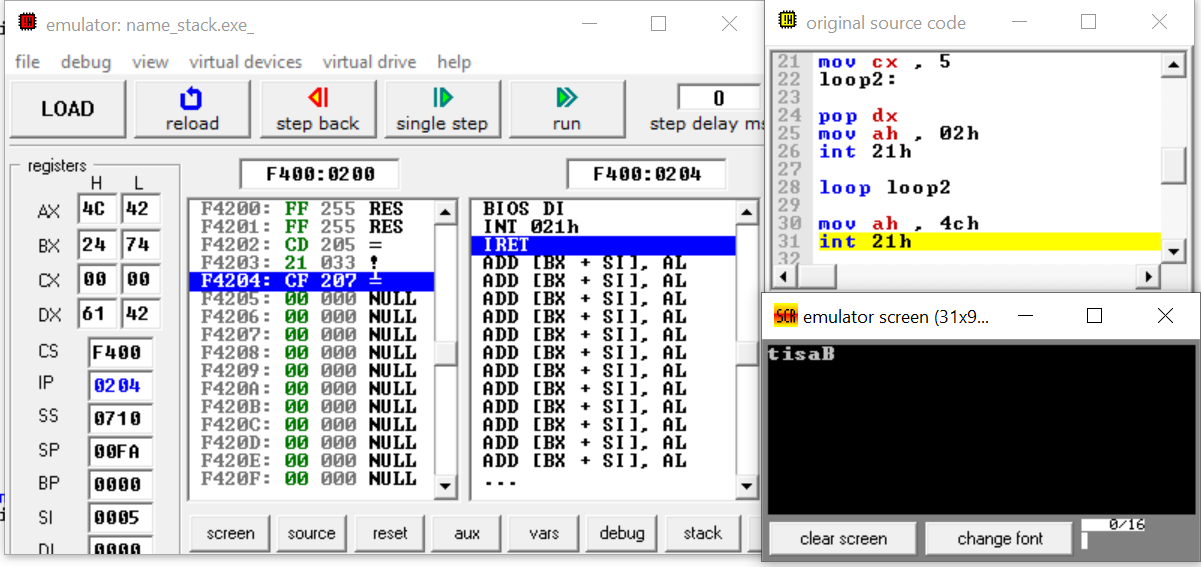 emulator: name_stack.exe_
file debug view virtual devices virtual drive help
LOAD reload step back single step run
0
step delay ms
registers
H L
AX 4C 42
BX 24 74
CX 00 00
DX 61 42
CS F400
IP 0204
SS 0710
SP 00FA
BP 0000
SI 0005
DI 0000
F400:0200
F4200: FF 255 RES
F4201: FF 255 RES
F4202: CD 205 =
F4203: 21 033 !
F4204: CF 207 ╧
F4205: 00 000 NULL
F4206: 00 000 NULL
F4207: 00 000 NULL
F4208: 00 000 NULL
F4209: 00 000 NULL
F420A: 00 000 NULL
F420B: 00 000 NULL
F420C: 00 000 NULL
F420D: 00 000 NULL
F420E: 00 000 NULL
F420F: 00 000 NULL
F400:0204
BIOS DI
INT 021h
IRET
ADD [BX + SI], AL
ADD [BX + SI], AL
ADD [BX + SI], AL
ADD [BX + SI], AL
ADD [BX + SI], AL
ADD [BX + SI], AL
ADD [BX + SI], AL
ADD [BX + SI], AL
ADD [BX + SI], AL
ADD [BX + SI], AL
ADD [BX + SI], AL
ADD [BX + SI], AL
...
screen source reset aux vars debug stack
original source code
21 mov cx , 5
22 loop2:
23
24 pop dx
25 mov ah , 02h
26 int 21h
27
28 loop loop2
29
30 mov ah , 4ch
31 int 21h
32
SCR emulator screen (31x9...
tisaB
clear screen change font 0/16